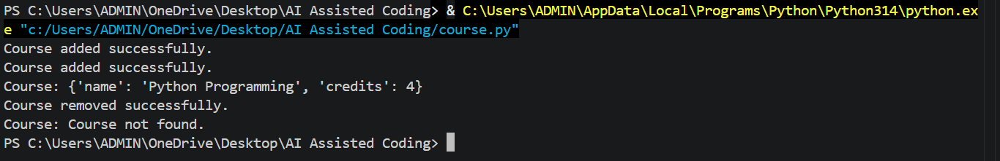 PS C:\Users\ADMIN\OneDrive\Desktop\AI Assisted Coding> & C:\Users\ADMIN\AppData\Local\Programs\Python\Python314\python.ex
e "c:/Users/ADMIN/OneDrive/Desktop/AI Assisted Coding/course.py"
Course added successfully.
Course added successfully.
Course: {'name': 'Python Programming', 'credits': 4}
Course removed successfully.
Course: Course not found.
PS C:\Users\ADMIN\OneDrive\Desktop\AI Assisted Coding>